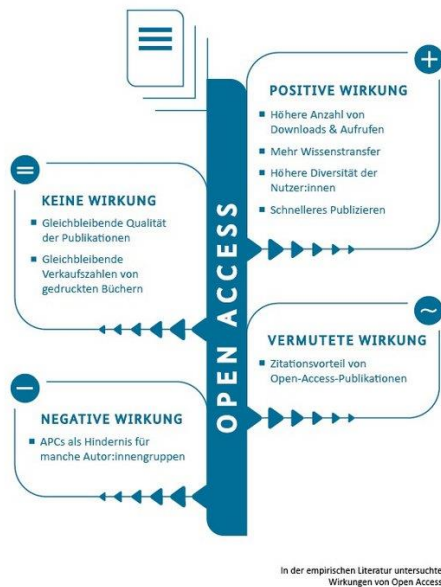 +
POSITIVE WIRKUNG
▪ Höhere Anzahl von
Downloads & Aufrufen
▪ Mehr Wissenstransfer
▪ Höhere Diversität der
Nutzer:innen
▪ Schnelleres Publizieren
=
KEINE WIRKUNG
▪ Gleichbleibende Qualität
der Publikationen
▪ Gleichbleibende
Verkaufszahlen von
gedruckten Büchern
OPEN ACCESS
~
VERMUTETE WIRKUNG
▪ Zitationsvorteil von
Open-Access-Publikationen
−
NEGATIVE WIRKUNG
▪ APCs als Hindernis für
manche Autor:innengruppen
In der empirischen Literatur untersuchte
Wirkungen von Open Access